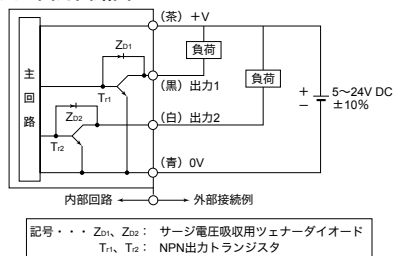 (茶) +V
ZD1
負荷
主回路
Tr1
(黒) 出力1
負荷
ZD2
+
−
5〜24V DC
±10%
(白) 出力2
Tr2
(青) 0V
内部回路 外部接続例
記号・・・ ZD1、ZD2: サージ電圧吸収用ツェナーダイオード
Tr1、Tr2: NPN出力トランジスタ